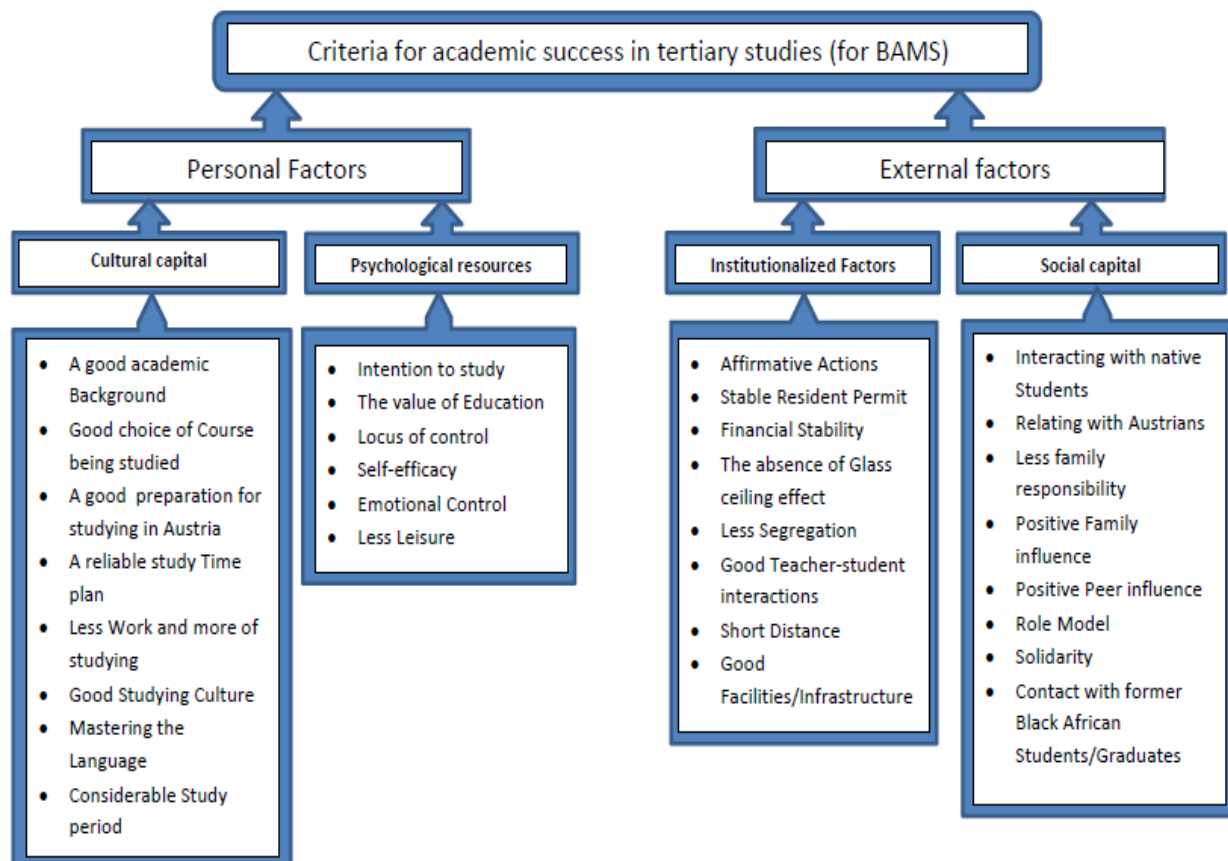 Criteria for academic success in tertiary studies (for BAMS)
Personal Factors
External factors
Cultural capital
Psychological resources
Institutionalized Factors
Social capital
• A good academic
Background
• Good choice of Course
being studied
• A good preparation for
studying in Austria
• A reliable study Time
plan
• Less Work and more of
studying
• Good Studying Culture
• Mastering the
Language
• Considerable Study
period
• Intention to study
• The value of Education
• Locus of control
• Self-efficacy
• Emotional Control
• Less Leisure
• Affirmative Actions
• Stable Resident Permit
• Financial Stability
• The absence of Glass
ceiling effect
• Less Segregation
• Good Teacher-student
interactions
• Short Distance
• Good
Facilities/Infrastructure
• Interacting with native
Students
• Relating with Austrians
• Less family
responsibility
• Positive Family
influence
• Positive Peer influence
• Role Model
• Solidarity
• Contact with former
Black African
Students/Graduates